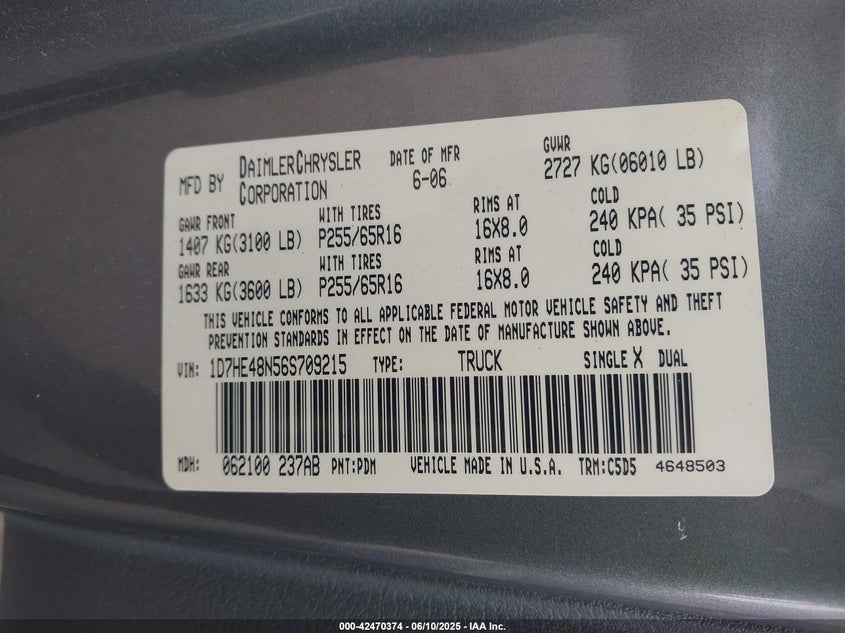 MFD BY DAIMLERCHRYSLER CORPORATION DATE OF MFR 6-06 GVWR 2727 KG(06010 LB)
GAWR FRONT WITH TIRES RIMS AT COLD
1407 KG(3100 LB) P255/65R16 16X8.0 240 KPA( 35 PSI)
GAWR REAR WITH TIRES RIMS AT COLD
1633 KG(3600 LB) P255/65R16 16X8.0 240 KPA( 35 PSI)
THIS VEHICLE CONFORMS TO ALL APPLICABLE FEDERAL MOTOR VEHICLE SAFETY AND THEFT
PREVENTION STANDARDS IN EFFECT ON THE DATE OF MANUFACTURE SHOWN ABOVE.
VIN: 1D7HE48N56S709215 TYPE: TRUCK SINGLE X DUAL
MDH: 062100 237AB PNT:PDM VEHICLE MADE IN U.S.A. TRM:C5D5 4648503
000-42470374 - 06/10/2025 - IAA Inc.